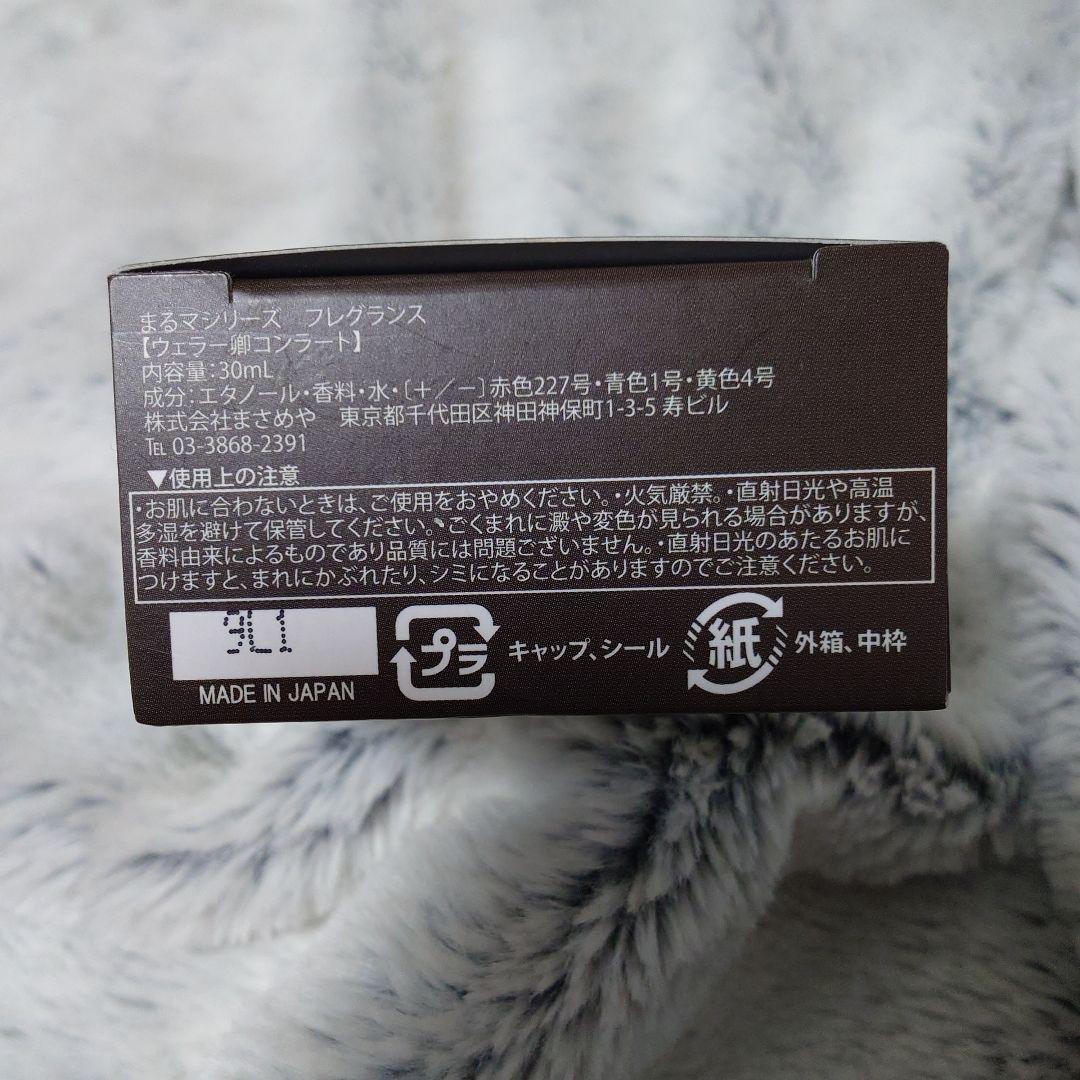 まるマシリーズ　フレグランス
【ウェラー卿コンラート】
内容量:30mL
成分:エタノール・香料・水・〔＋／－〕赤色227号・青色1号・黄色4号
株式会社まさめや　東京都千代田区神田神保町1-3-5 寿ビル
TEL 03-3868-2391
▼使用上の注意
・お肌に合わないときは、ご使用をおやめください。・火気厳禁。・直射日光や高温
多湿を避けて保管してください。・ごくまれに澱や変色が見られる場合がありますが、
香料由来によるものであり品質には問題ございません。・直射日光のあたるお肌に
つけますと、まれにかぶれたり、シミになることがありますのでご注意ください。
プラ キャップ、シール 紙 外箱、中枠
MADE IN JAPAN